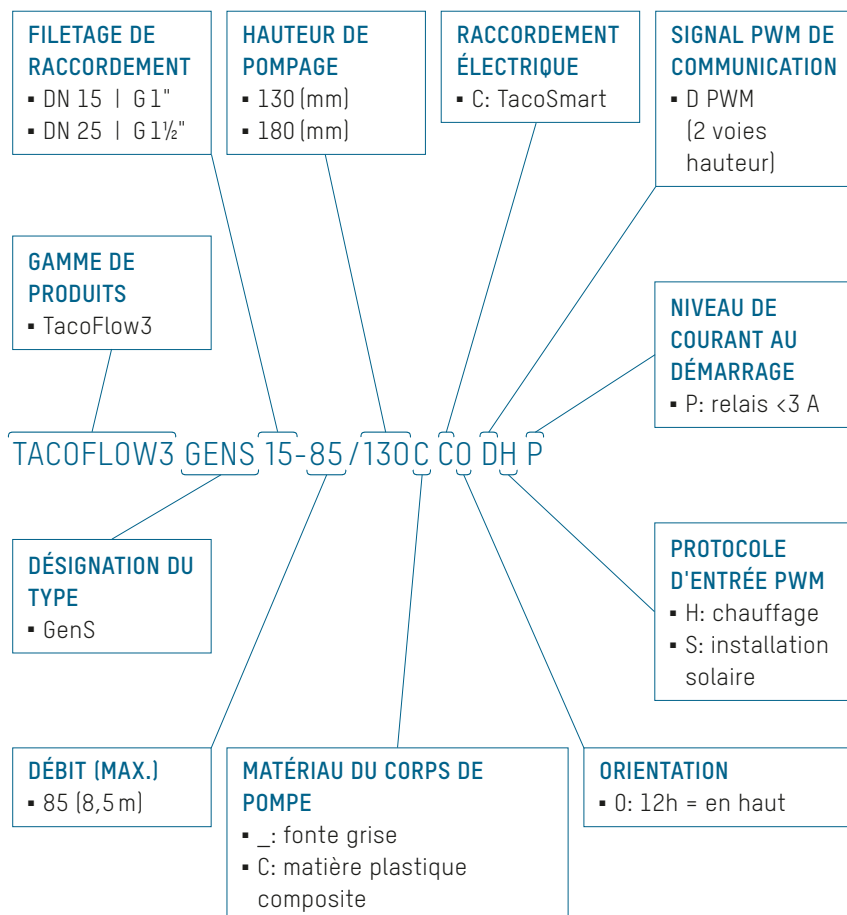 FILETAGE DE
RACCORDEMENT
▪ DN 15 | G 1"
▪ DN 25 | G 1½"
HAUTEUR DE
POMPAGE
▪ 130 (mm)
▪ 180 (mm)
RACCORDEMENT
ÉLECTRIQUE
▪ C: TacoSmart
SIGNAL PWM DE
COMMUNICATION
▪ D PWM
(2 voies
hauteur)
GAMME DE
PRODUITS
▪ TacoFlow3
NIVEAU DE
COURANT AU
DÉMARRAGE
▪ P: relais <3 A
TACOFLOW3 GENS 15-85/130C C0 DH P
DÉSIGNATION DU
TYPE
▪ GenS
PROTOCOLE
D'ENTRÉE PWM
▪ H: chauffage
▪ S: installation
solaire
DÉBIT (MAX.)
▪ 85 (8,5 m)
MATÉRIAU DU CORPS DE
POMPE
▪ _: fonte grise
▪ C: matière plastique
composite
ORIENTATION
▪ 0: 12h = en haut